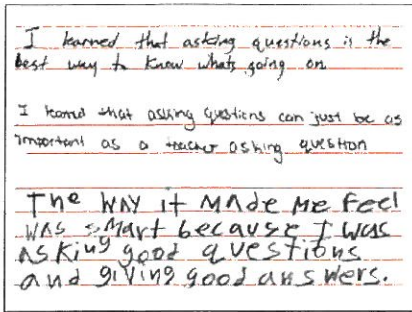 I learned that asking questions is the
best way to know whats going on
I learnd that asking questions can just be as
important as a teacher asking question
The way it made me feel
was smart because I was
asking good questions
and giving good answers.